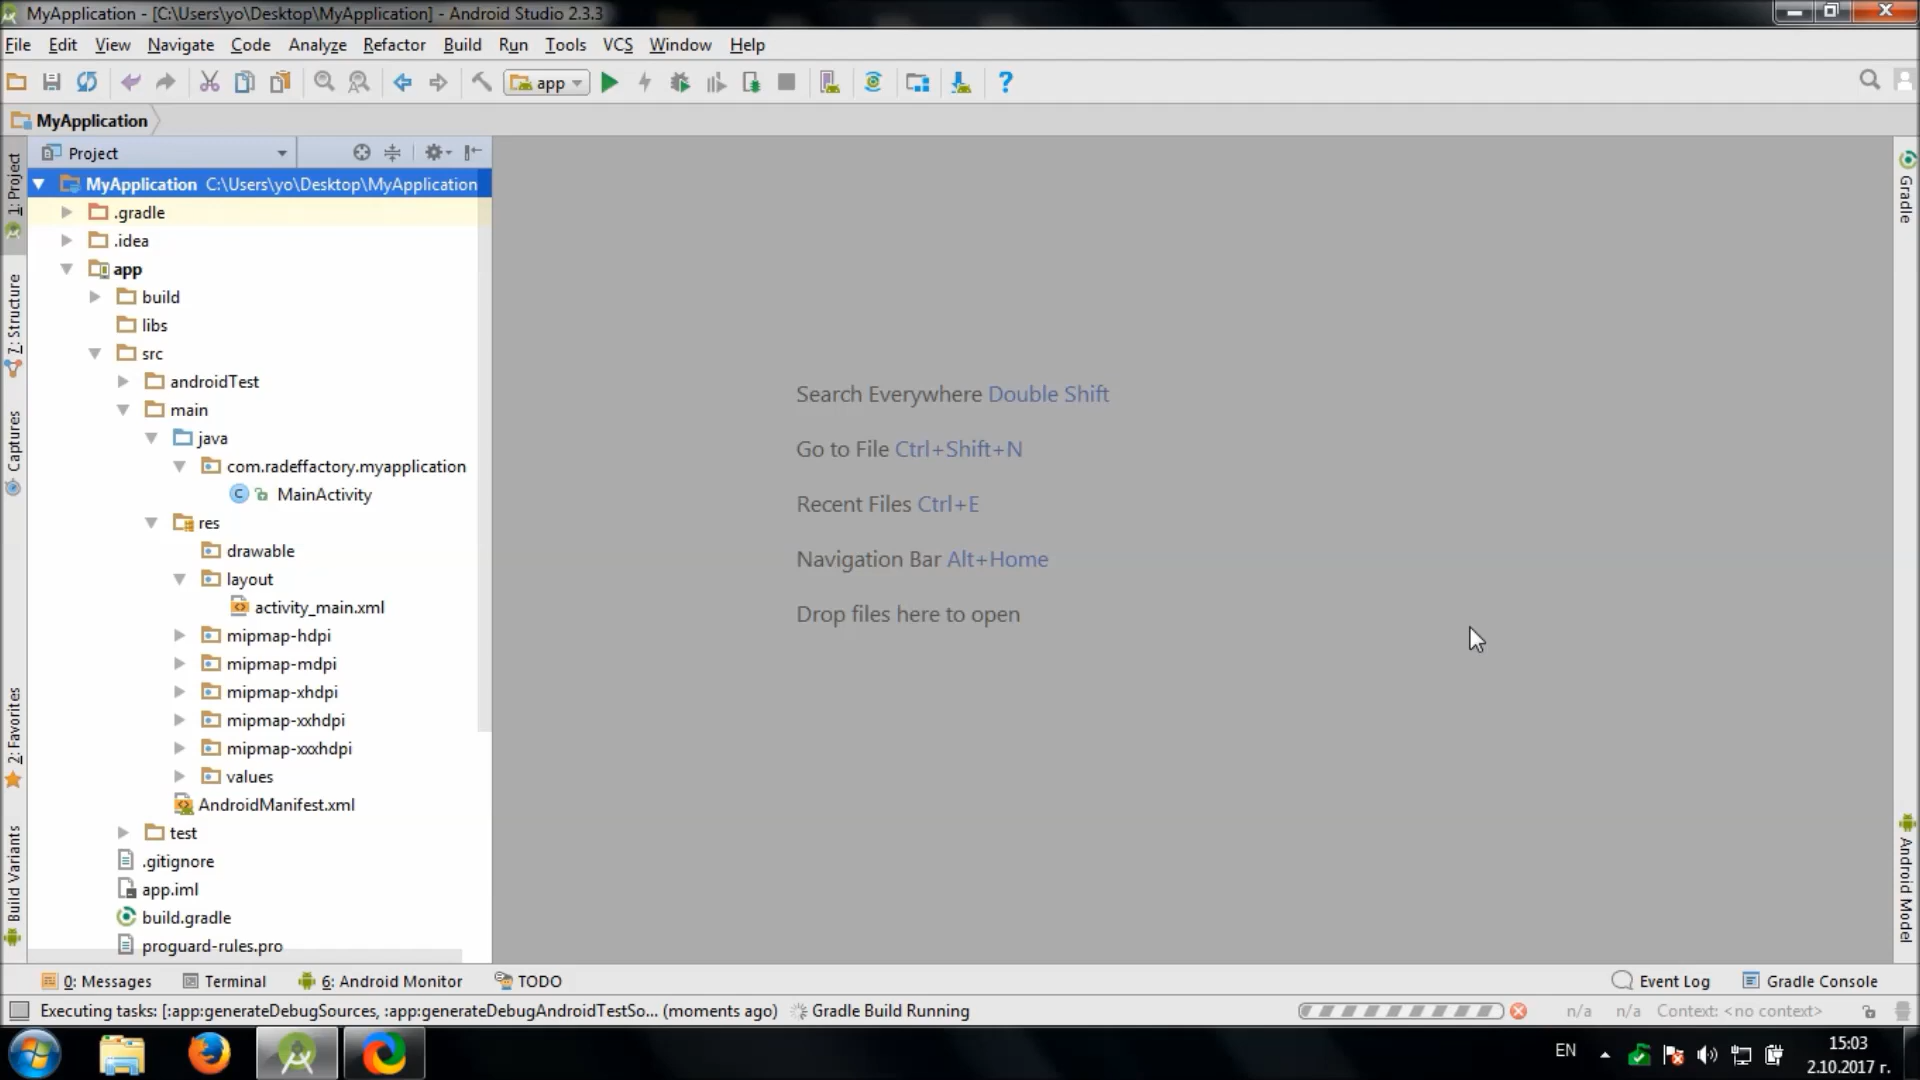 MyApplication - [C:\Users\yo\Desktop\MyApplication] - Android Studio 2.3.3
File Edit View Navigate Code Analyze Refactor Build Run Tools VCS Window Help
app
MyApplication
Project
MyApplication C:\Users\yo\Desktop\MyApplication
.gradle
.idea
app
build
libs
src
androidTest
main
java
com.radeffactory.myapplication
MainActivity
res
drawable
layout
activity_main.xml
mipmap-hdpi
mipmap-mdpi
mipmap-xhdpi
mipmap-xxhdpi
mipmap-xxxhdpi
values
AndroidManifest.xml
test
.gitignore
app.iml
build.gradle
proguard-rules.pro
1: Project
7: Structure
Captures
2: Favorites
Build Variants
Search Everywhere Double Shift
Go to File Ctrl+Shift+N
Recent Files Ctrl+E
Navigation Bar Alt+Home
Drop files here to open
Gradle
Android Model
0: Messages Terminal 6: Android Monitor TODO Event Log Gradle Console
Executing tasks: [:app:generateDebugSources, :app:generateDebugAndroidTestSo... (moments ago) Gradle Build Running n/a n/a Context: <no context>
EN
15:03
2.10.2017 г.